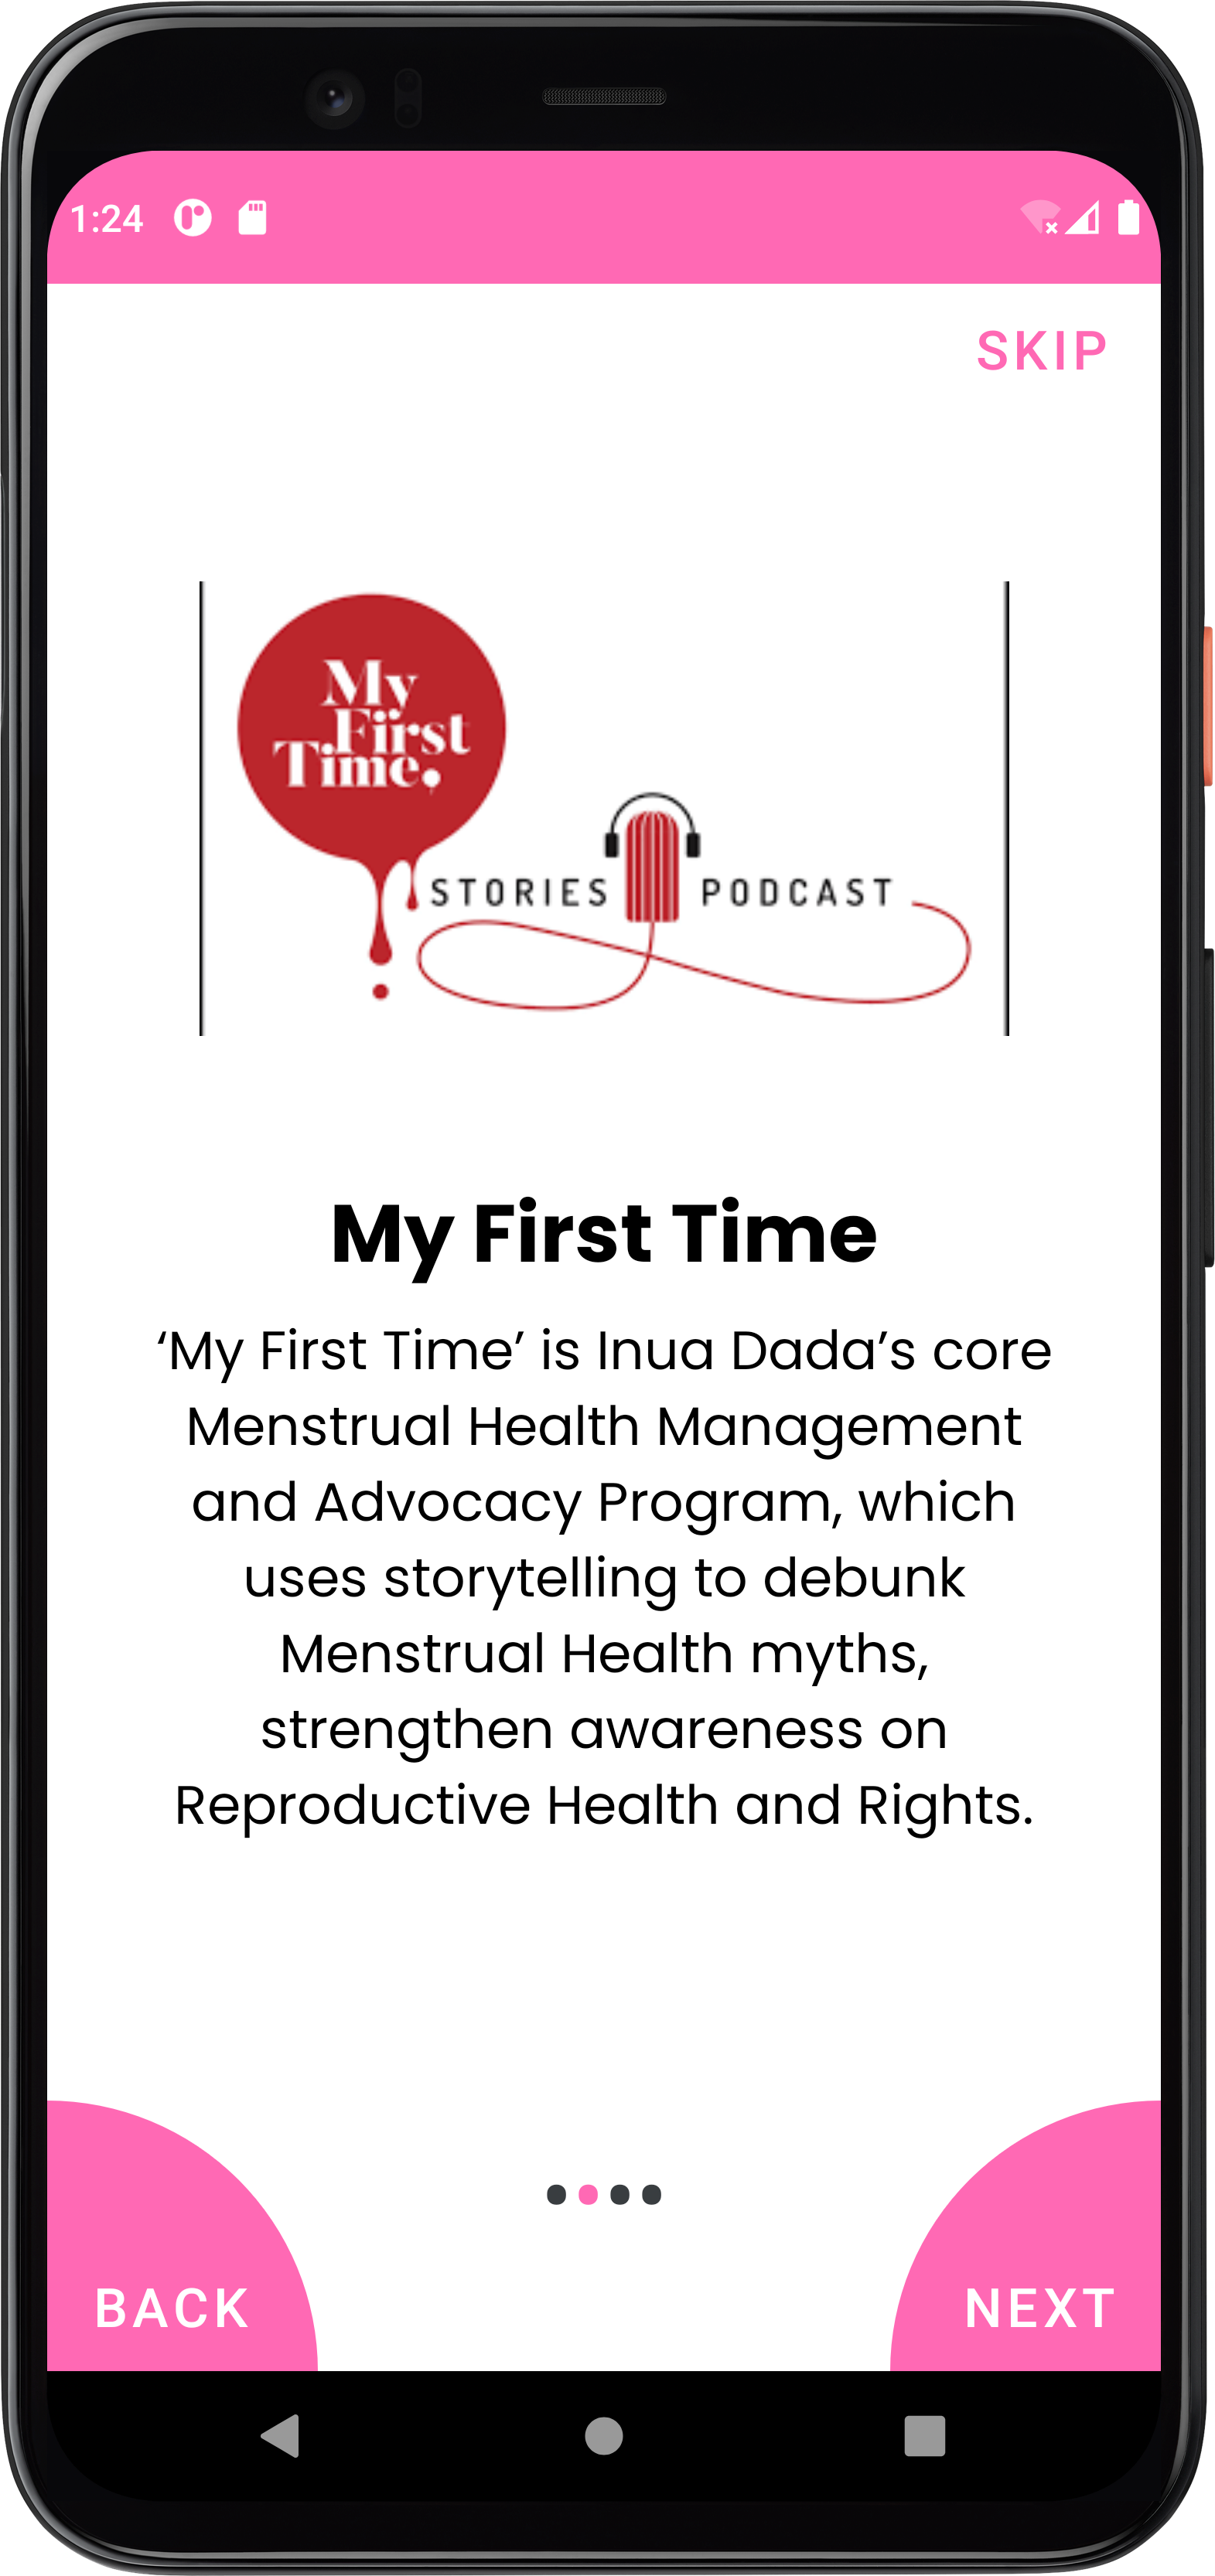 1:24
SKIP
My
First
Time.
STORIES PODCAST
My First Time
‘My First Time’ is Inua Dada’s core
Menstrual Health Management
and Advocacy Program, which
uses storytelling to debunk
Menstrual Health myths,
strengthen awareness on
Reproductive Health and Rights.
BACK
NEXT